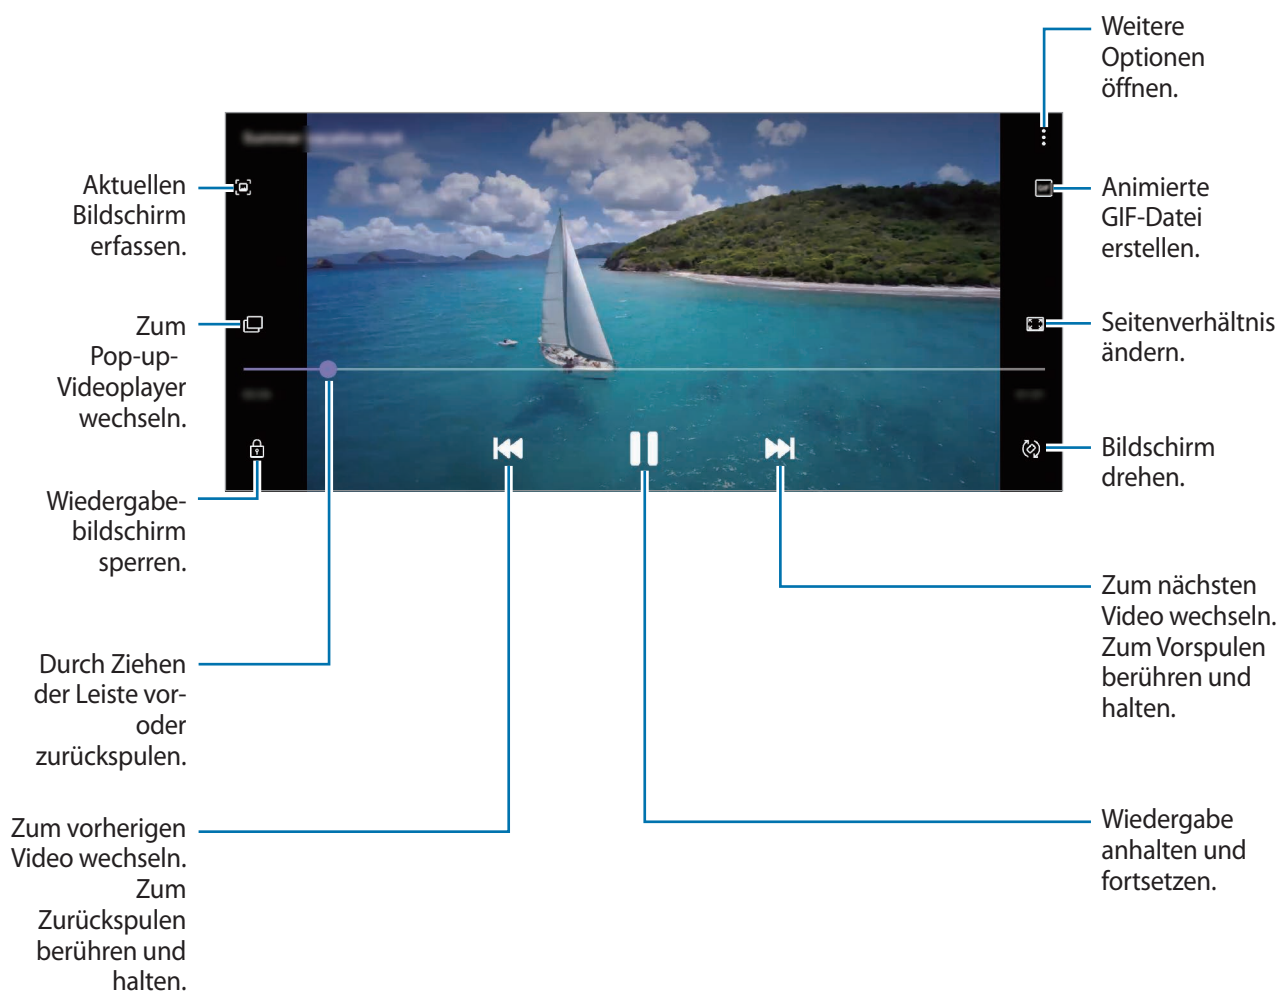 Weitere
Optionen
öffnen.
Aktuellen
Bildschirm
erfassen.
Animierte
GIF-Datei
erstellen.
Zum
Pop-up-
Videoplayer
wechseln.
Seitenverhältnis
ändern.
Wiedergabe-
bildschirm
sperren.
Bildschirm
drehen.
Durch Ziehen
der Leiste vor-
oder
zurückspulen.
Zum nächsten
Video wechseln.
Zum Vorspulen
berühren und
halten.
Zum vorherigen
Video wechseln.
Zum
Zurückspulen
berühren und
halten.
Wiedergabe
anhalten und
fortsetzen.